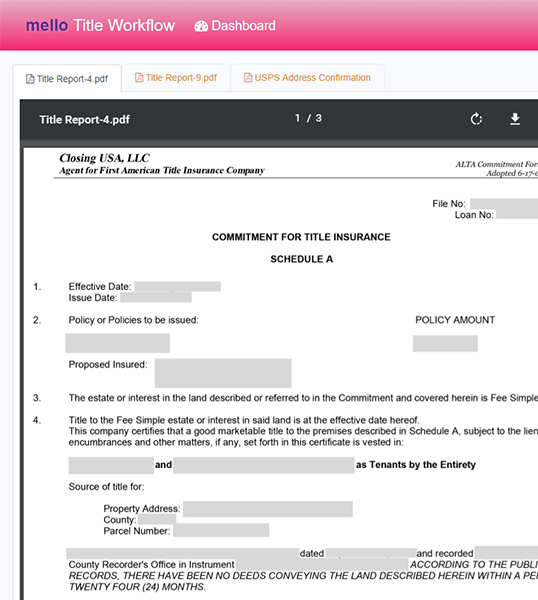 mello Title Workflow Dashboard
Title Report-4.pdf Title Report-9.pdf USPS Address Confirmation
Title Report-4.pdf 1 / 3
Closing USA, LLC
Agent for First American Title Insurance Company
ALTA Commitment For
Adopted 6-17-0
File No:
Loan No:
COMMITMENT FOR TITLE INSURANCE
SCHEDULE A
1. Effective Date:
Issue Date:
2. Policy or Policies to be issued: POLICY AMOUNT
Proposed Insured:
3. The estate or interest in the land described or referred to in the Commitment and covered herein is Fee Simple
4. Title to the Fee Simple estate or interest in said land is at the effective date hereof.
This company certifies that a good marketable title to the premises described in Schedule A, subject to the lien
encumbrances and other matters, if any, set forth in this certificate is vested in:
and as Tenants by the Entirety
Source of title for:
Property Address:
County:
Parcel Number:
dated and recorded
County Recorder's Office in Instrument ACCORDING TO THE PUBLI
RECORDS, THERE HAVE BEEN NO DEEDS CONVEYING THE LAND DESCRIBED HEREIN WITHIN A PE
TWENTY FOUR (24) MONTHS.